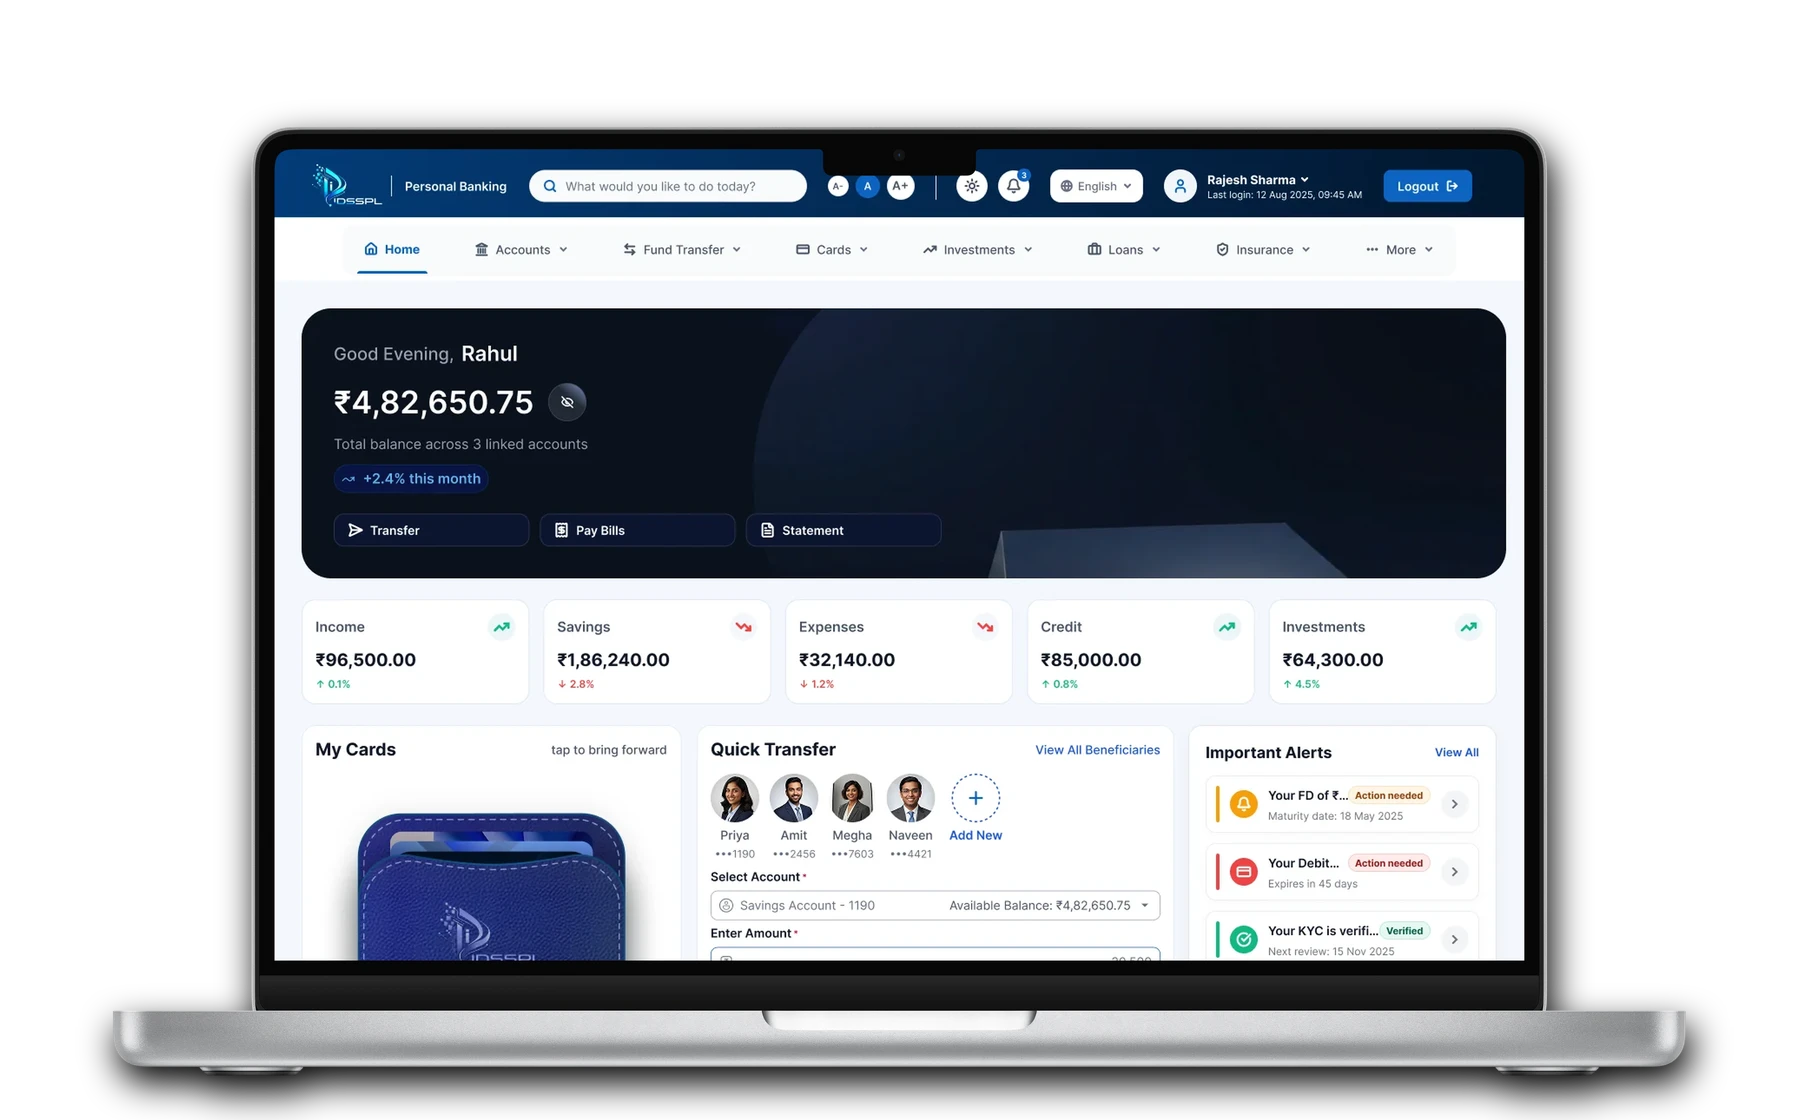 IDSSPL
Personal Banking
What would you like to do today?
A-
A
A+
3
English
Rajesh Sharma
Last login: 12 Aug 2025, 09:45 AM
Logout
Home
Accounts
Fund Transfer
Cards
Investments
Loans
Insurance
More
Good Evening, Rahul
₹4,82,650.75
Total balance across 3 linked accounts
+2.4% this month
Transfer
Pay Bills
Statement
Income
₹96,500.00
↑ 0.1%
Savings
₹1,86,240.00
↓ 2.8%
Expenses
₹32,140.00
↓ 1.2%
Credit
₹85,000.00
↑ 0.8%
Investments
₹64,300.00
↑ 4.5%
My Cards
tap to bring forward
IDSSPL
Quick Transfer
View All Beneficiaries
Priya
•••1190
Amit
•••2456
Megha
•••7603
Naveen
•••4421
Add New
Select Account*
Savings Account - 1190
Available Balance: ₹4,82,650.75
Enter Amount*
Important Alerts
View All
Your FD of ₹... Action needed
Maturity date: 18 May 2025
Your Debit... Action needed
Expires in 45 days
Your KYC is verifi... Verified
Next review: 15 Nov 2025